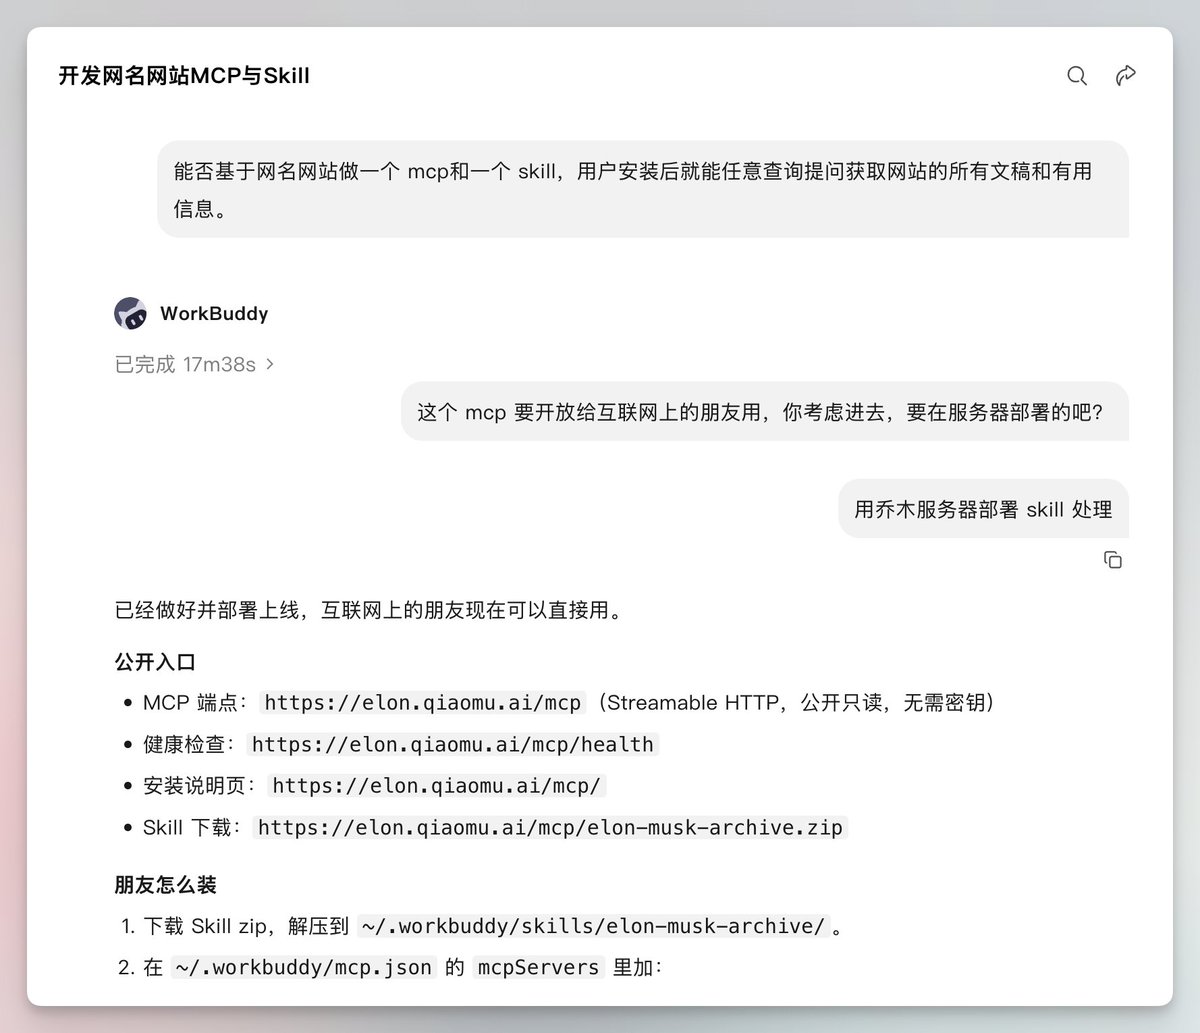 开发网名网站MCP与Skill
能否基于网名网站做一个 mcp和一个 skill，用户安装后就能任意查询提问获取网站的所有文稿和有用
信息。
WorkBuddy
已完成 17m38s >
这个 mcp 要开放给互联网上的朋友用，你考虑进去，要在服务器部署的吧？
用乔木服务器部署 skill 处理
已经做好并部署上线，互联网上的朋友现在可以直接用。
公开入口
• MCP 端点：https://elon.qiaomu.ai/mcp（Streamable HTTP，公开只读，无需密钥）
• 健康检查：https://elon.qiaomu.ai/mcp/health
• 安装说明页：https://elon.qiaomu.ai/mcp/
• Skill 下载：https://elon.qiaomu.ai/mcp/elon-musk-archive.zip
朋友怎么装
1. 下载 Skill zip，解压到 ~/.workbuddy/skills/elon-musk-archive/。
2. 在 ~/.workbuddy/mcp.json 的 mcpServers 里加：